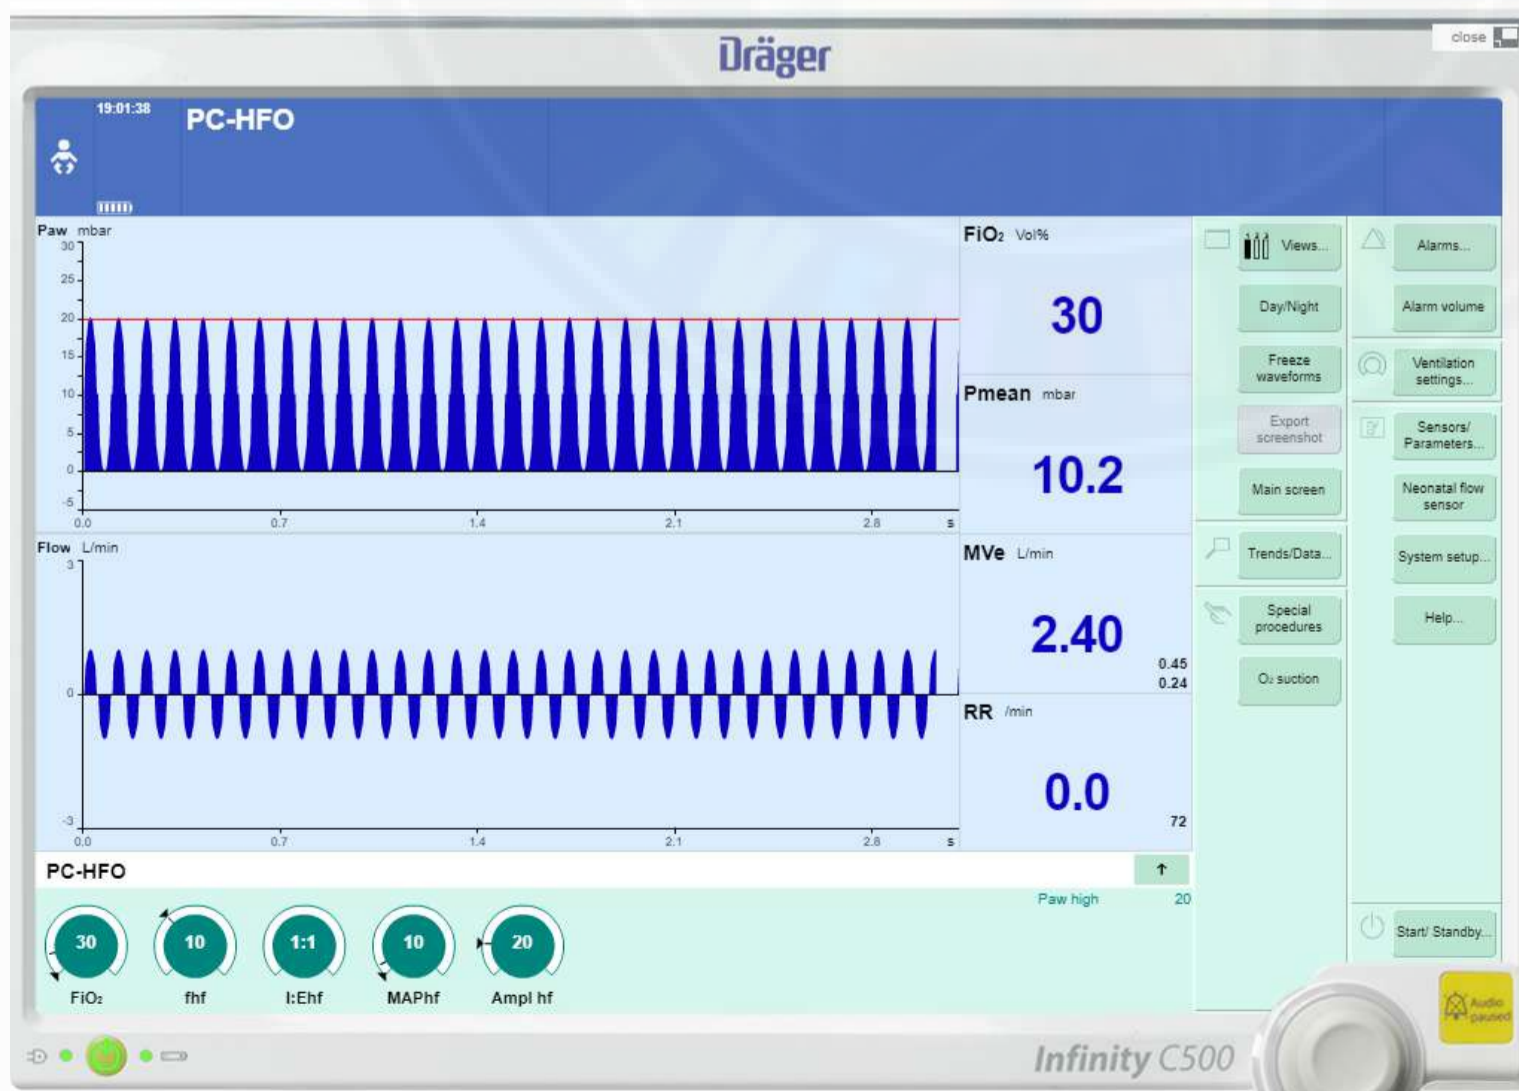 close
Dräger
19:01:38
PC-HFO
Paw mbar
30
25
20
15
10
5
0
-5
0.0 0.7 1.4 2.1 2.8 s
Flow L/min
3
0
-3
0.0 0.7 1.4 2.1 2.8 s
FiO2 Vol%
30
Pmean mbar
10.2
MVe L/min
2.40
0.45
0.24
RR /min
0.0
72
Views...
Day/Night
Freeze
waveforms
Export
screenshot
Main screen
Trends/Data...
Special
procedures
O2 suction
Alarms...
Alarm volume
Ventilation
settings...
Sensors/
Parameters...
Neonatal flow
sensor
System setup...
Help...
Start/ Standby...
PC-HFO
Paw high 20
30 10 1:1 10 20
FiO2 fhf I:Ehf MAPhf Ampl hf
Audio
paused
Infinity C500